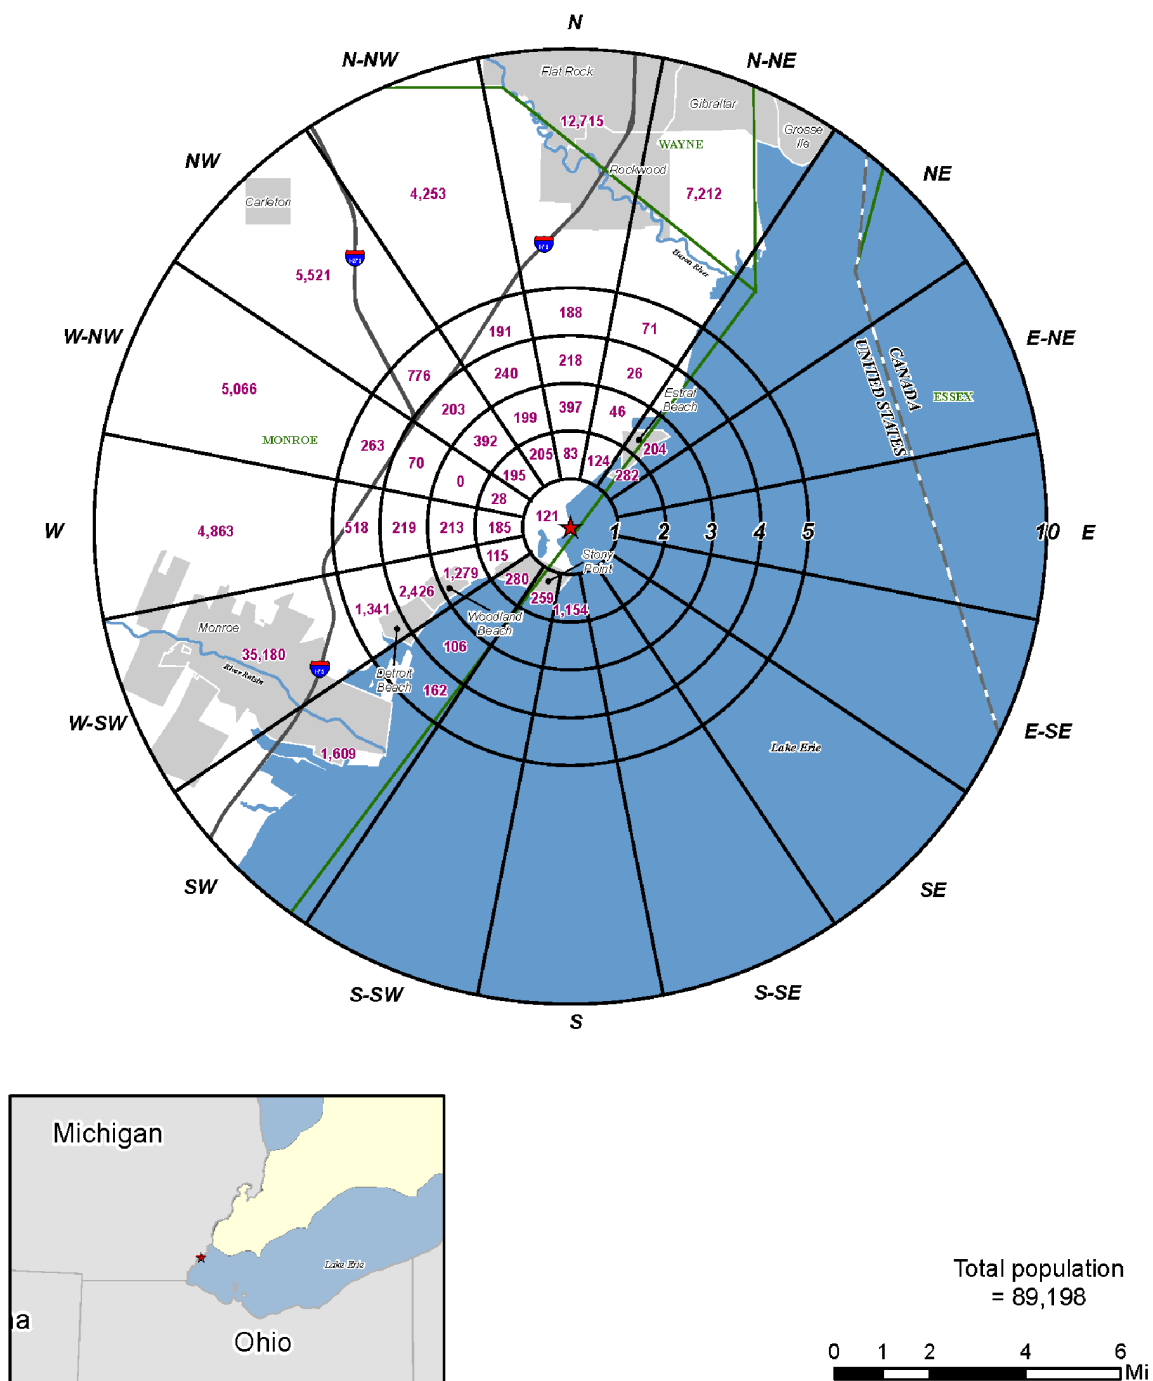 N
N-NW
N-NE
Flat Rock
Gibraltar
12,715
Grosse
Ile
WAYNE
NW
Rockwood
NE
4,253
7,212
Carleton
Huron River
5,521
188
191
71
W-NW
E-NE
218
CANADA
UNITED STATES
776
240
26
5,066
Estral
Beach
ESSEX
203
199
397
46
MONROE
263
392
205
83
124
204
70
195
282
0
28
121
W
4,863
518
219
213
185
1
2
3
4
5
10
E
115
Stony
Point
1,279
280
2,426
259
1,341
1,154
Woodland
Beach
Monroe
35,180
106
River Raisin
Detroit
Beach
162
W-SW
E-SE
Lake Erie
1,609
SW
SE
S-SW
S-SE
S
Michigan
Lake Erie
Total population
= 89,198
a
Ohio
0 1 2 4 6
Mi